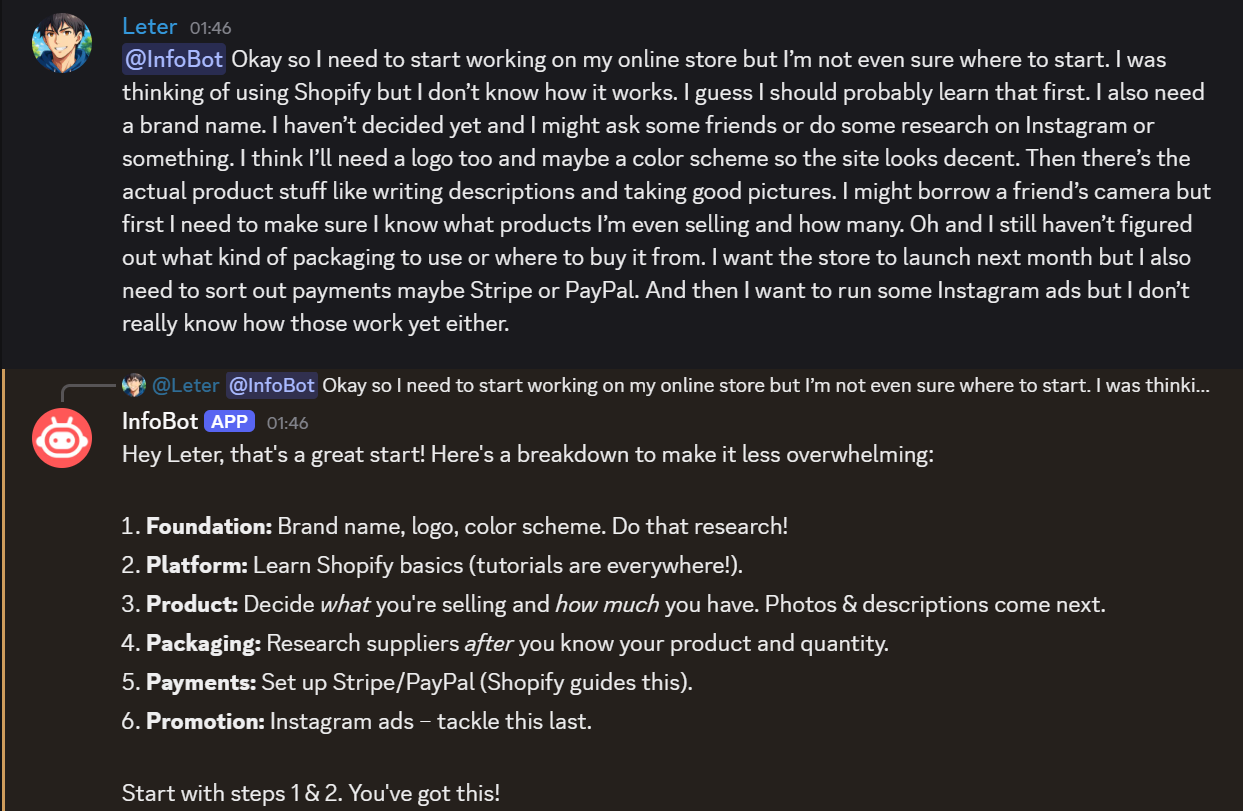 Leter 01:46
@InfoBot Okay so I need to start working on my online store but I’m not even sure where to start. I was
thinking of using Shopify but I don’t know how it works. I guess I should probably learn that first. I also need
a brand name. I haven’t decided yet and I might ask some friends or do some research on Instagram or
something. I think I’ll need a logo too and maybe a color scheme so the site looks decent. Then there’s the
actual product stuff like writing descriptions and taking good pictures. I might borrow a friend’s camera but
first I need to make sure I know what products I’m even selling and how many. Oh and I still haven’t figured
out what kind of packaging to use or where to buy it from. I want the store to launch next month but I also
need to sort out payments maybe Stripe or PayPal. And then I want to run some Instagram ads but I don’t
really know how those work yet either.
@Leter @InfoBot Okay so I need to start working on my online store but I’m not even sure where to start. I was thinki...
InfoBot APP 01:46
Hey Leter, that's a great start! Here's a breakdown to make it less overwhelming:
1. Foundation: Brand name, logo, color scheme. Do that research!
2. Platform: Learn Shopify basics (tutorials are everywhere!).
3. Product: Decide what you're selling and how much you have. Photos & descriptions come next.
4. Packaging: Research suppliers after you know your product and quantity.
5. Payments: Set up Stripe/PayPal (Shopify guides this).
6. Promotion: Instagram ads – tackle this last.
Start with steps 1 & 2. You've got this!